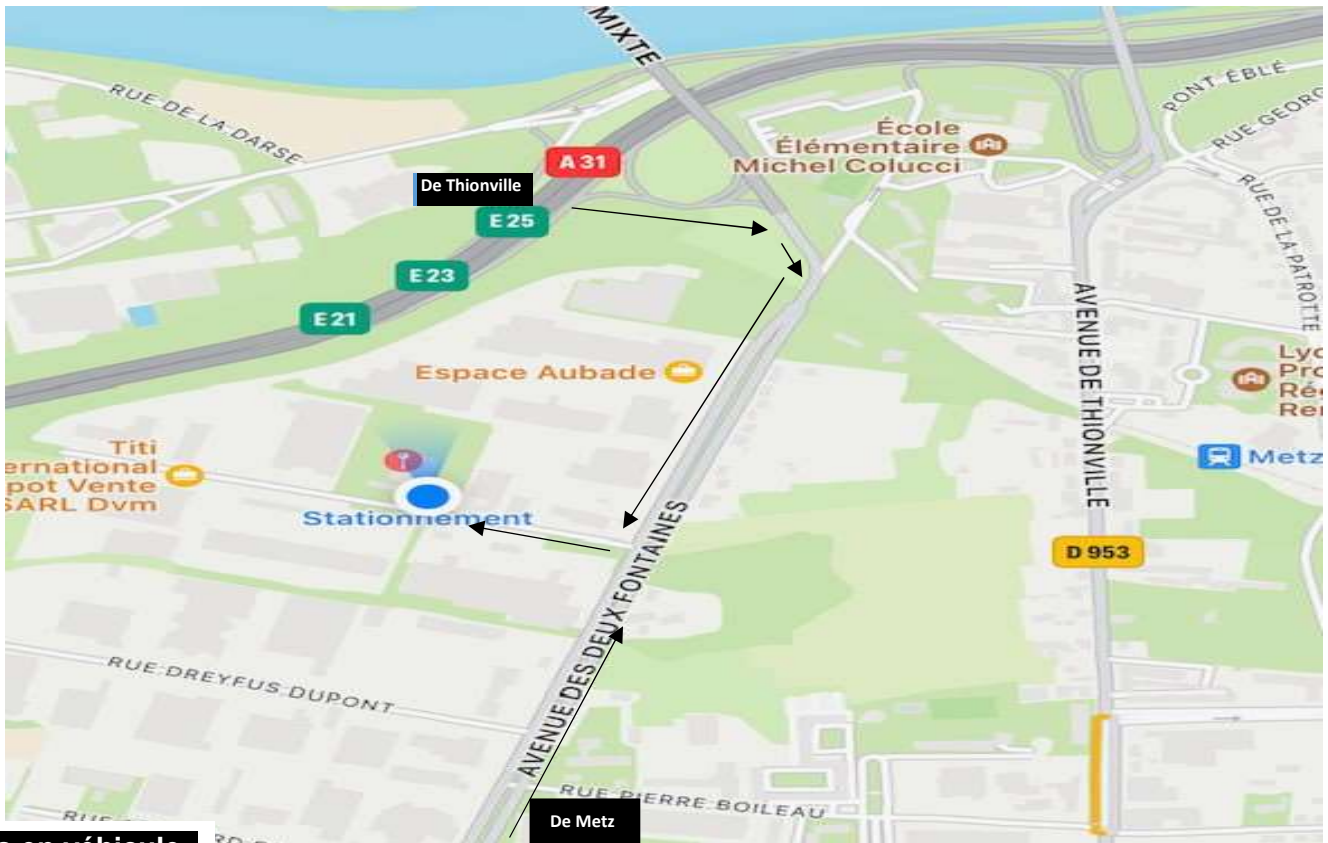 MIXTE
RUE DE LA DARSE
PONT ÉBLÉ
RUE GEORG
École
Élémentaire
Michel Colucci
A 31
De Thionville
E 25
RUE DE LA PATROTTE
E 23
E 21
AVENUE DE THIONVILLE
Espace Aubade
Lyc
Pro
Ré
Ren
Titi
ernational
pot Vente
SARL Dvm
Metz
Stationnement
AVENUE DES DEUX FONTAINES
D 953
RUE DREYFUS DUPONT
RUE PIERRE BOILEAU
De Metz
RUE
en véhicule